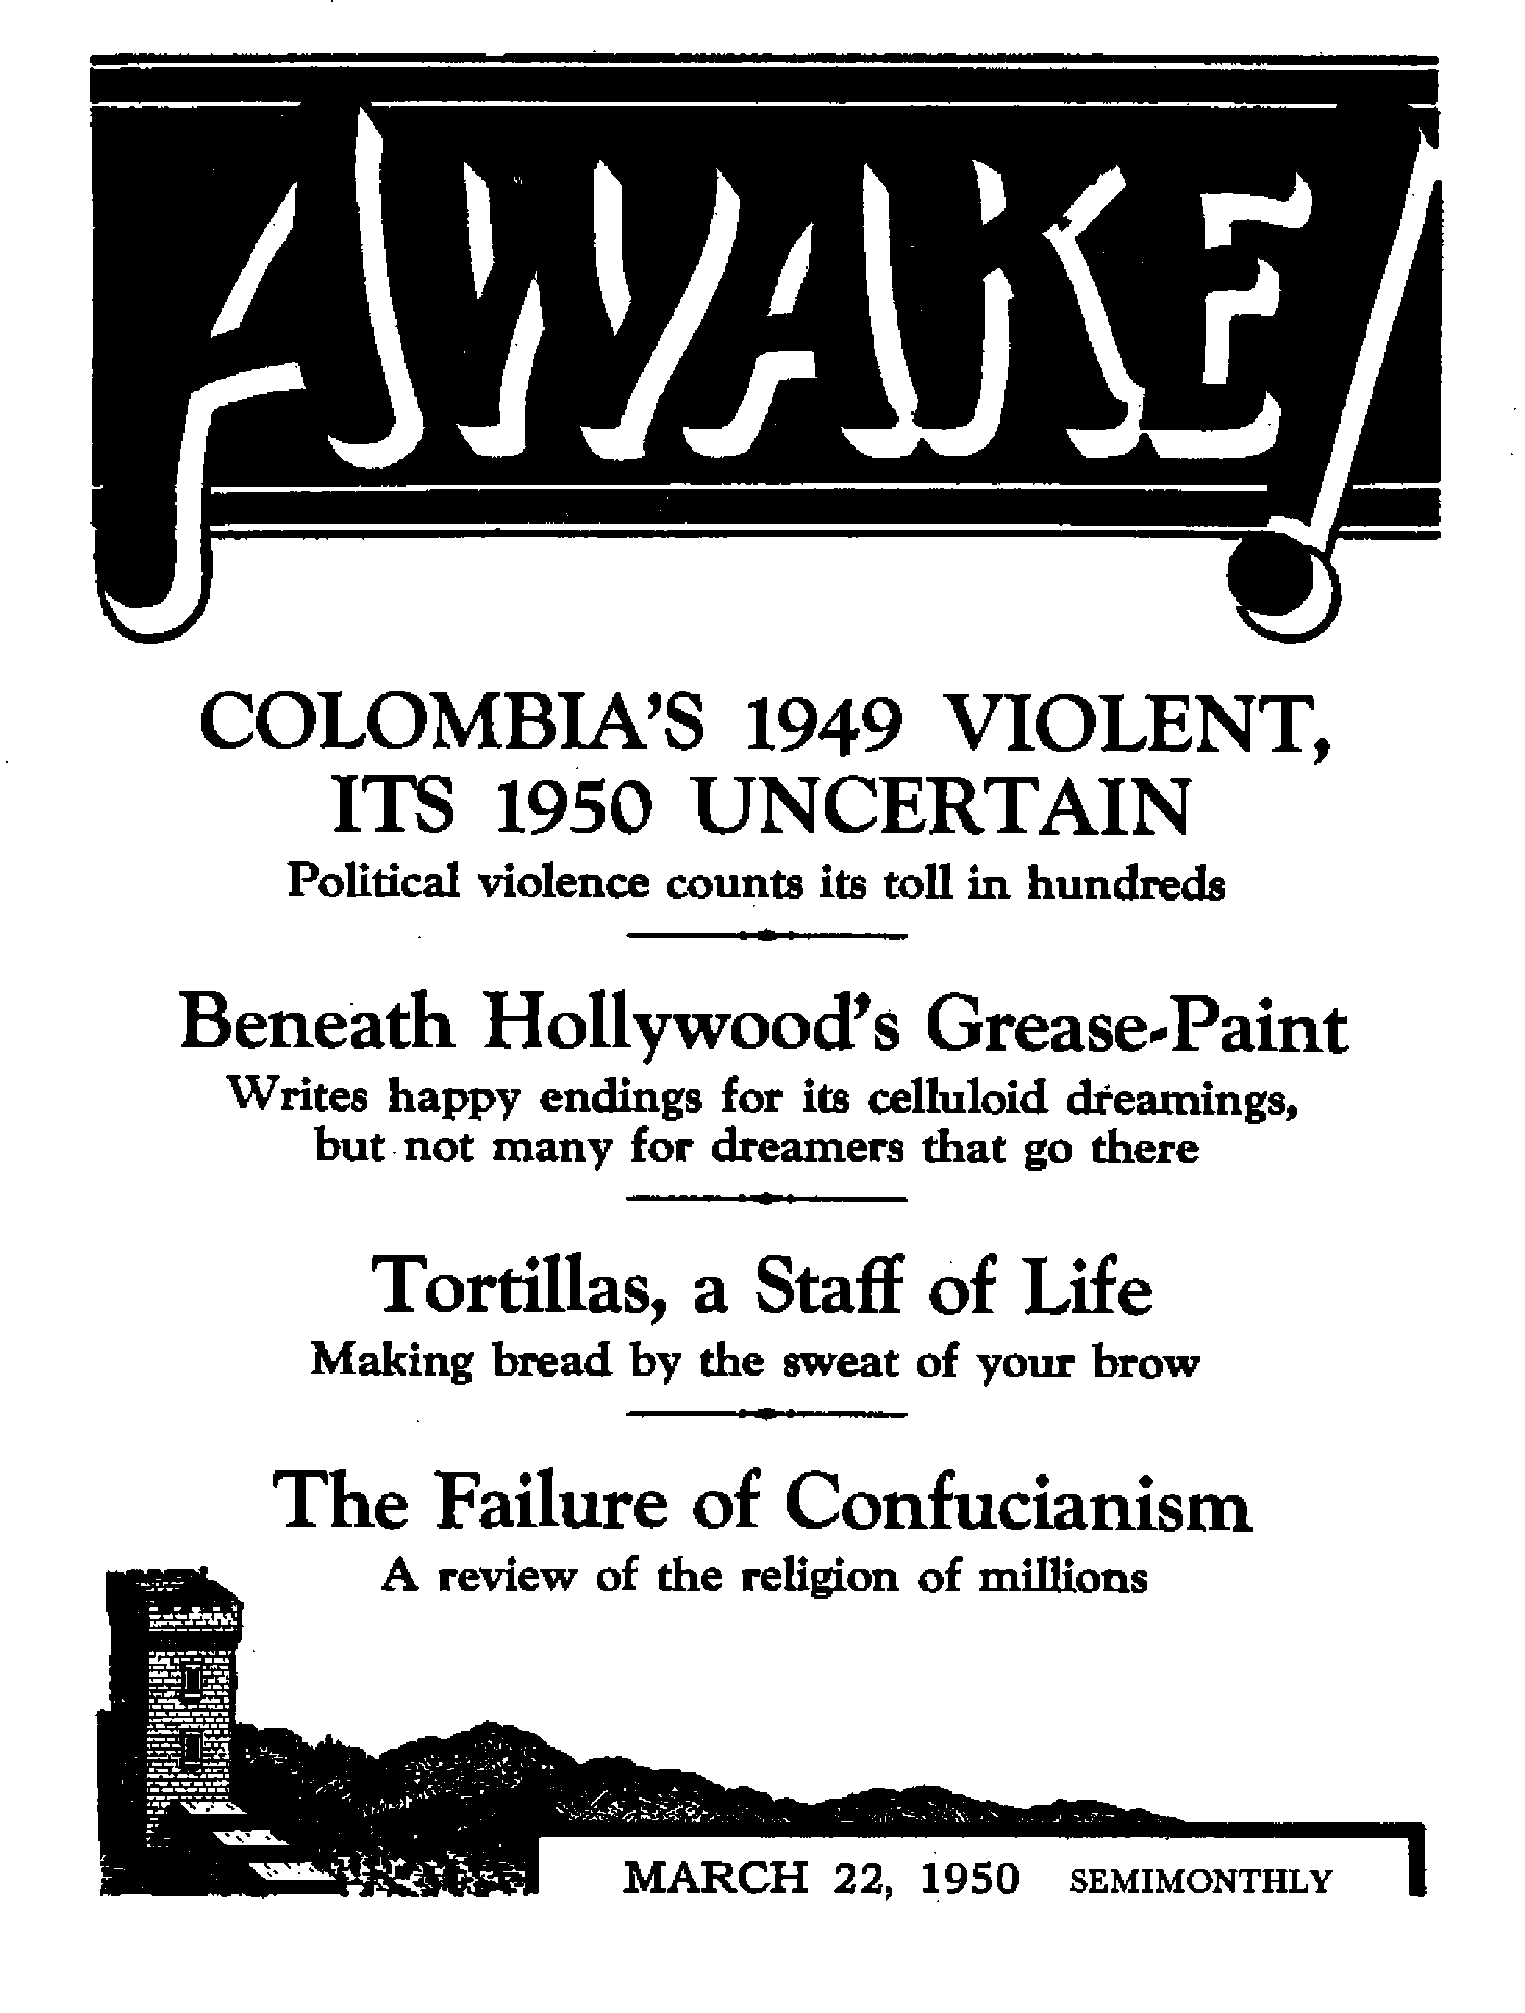 AWAKE!
COLOMBIA'S 1949 VIOLENT,
ITS 1950 UNCERTAIN
Political violence counts its toll in hundreds
Beneath Hollywood's Grease-Paint
Writes happy endings for its celluloid dreamings,
but not many for dreamers that go there
Tortillas, a Staff of Life
Making bread by the sweat of your brow
The Failure of Confucianism
A review of the religion of millions
MARCH 22, 1950 SEMIMONTHLY